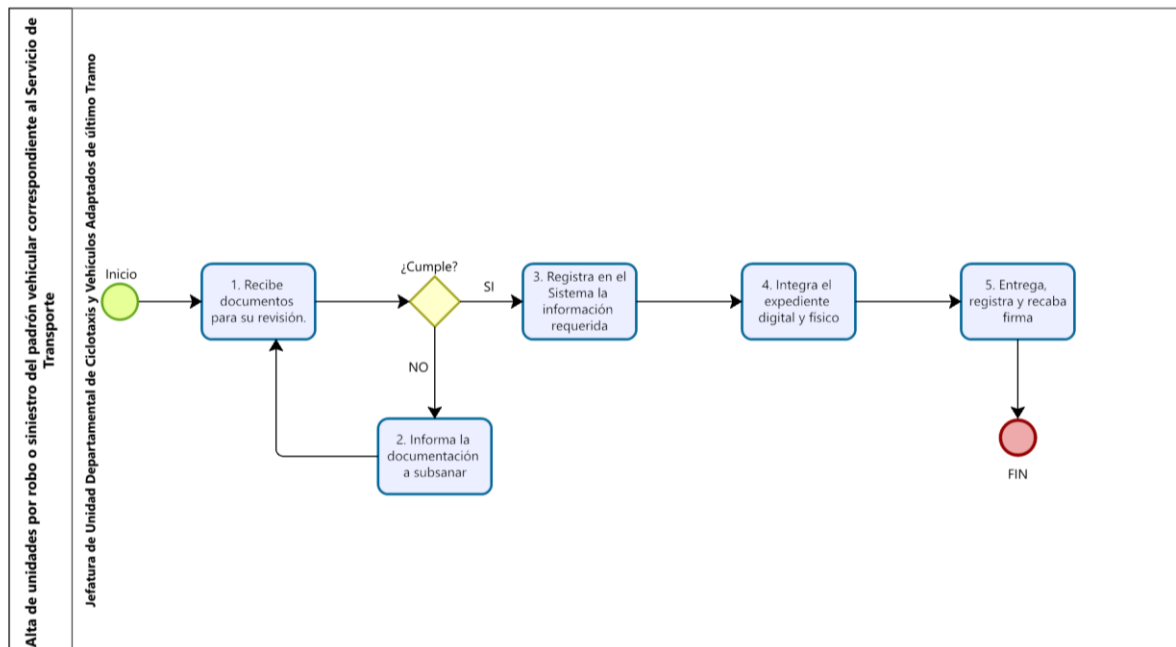 Alta de unidades por robo o siniestro del padrón vehicular correspondiente al Servicio de
Transporte
Jefatura de Unidad Departamental de Ciclotaxis y Vehículos Adaptados de último Tramo
Inicio
1. Recibe
documentos
para su revisión.
¿Cumple?
SI
NO
2. Informa la
documentación
a subsanar
3. Registra en el
Sistema la
información
requerida
4. Integra el
expediente
digital y físico
5. Entrega,
registra y recaba
firma
FIN